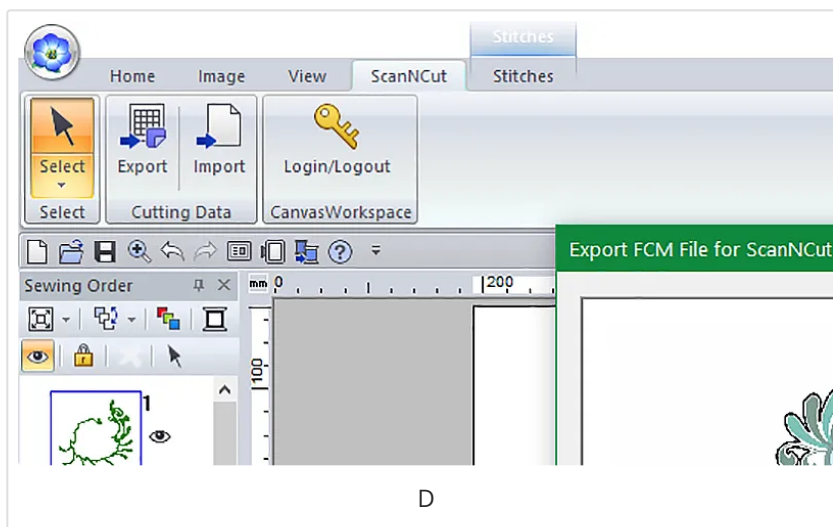 Stitches
Home Image View ScanNCut Stitches
Select Export Import Login/Logout
Select Cutting Data CanvasWorkspace
Export FCM File for ScanNCut
Sewing Order
mm 0 200
100
1
D